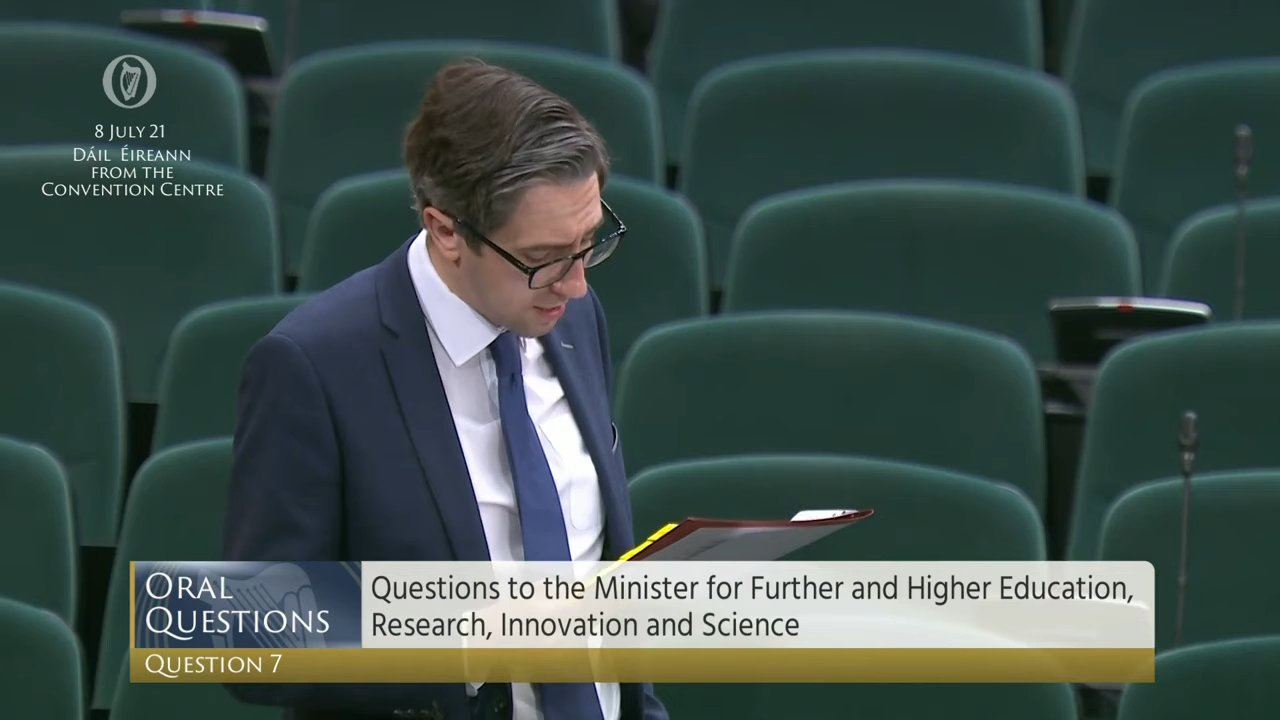 8 July 21
Dáil Éireann
from the
Convention Centre
Oral
Questions
Questions to the Minister for Further and Higher Education,
Research, Innovation and Science
Question 7